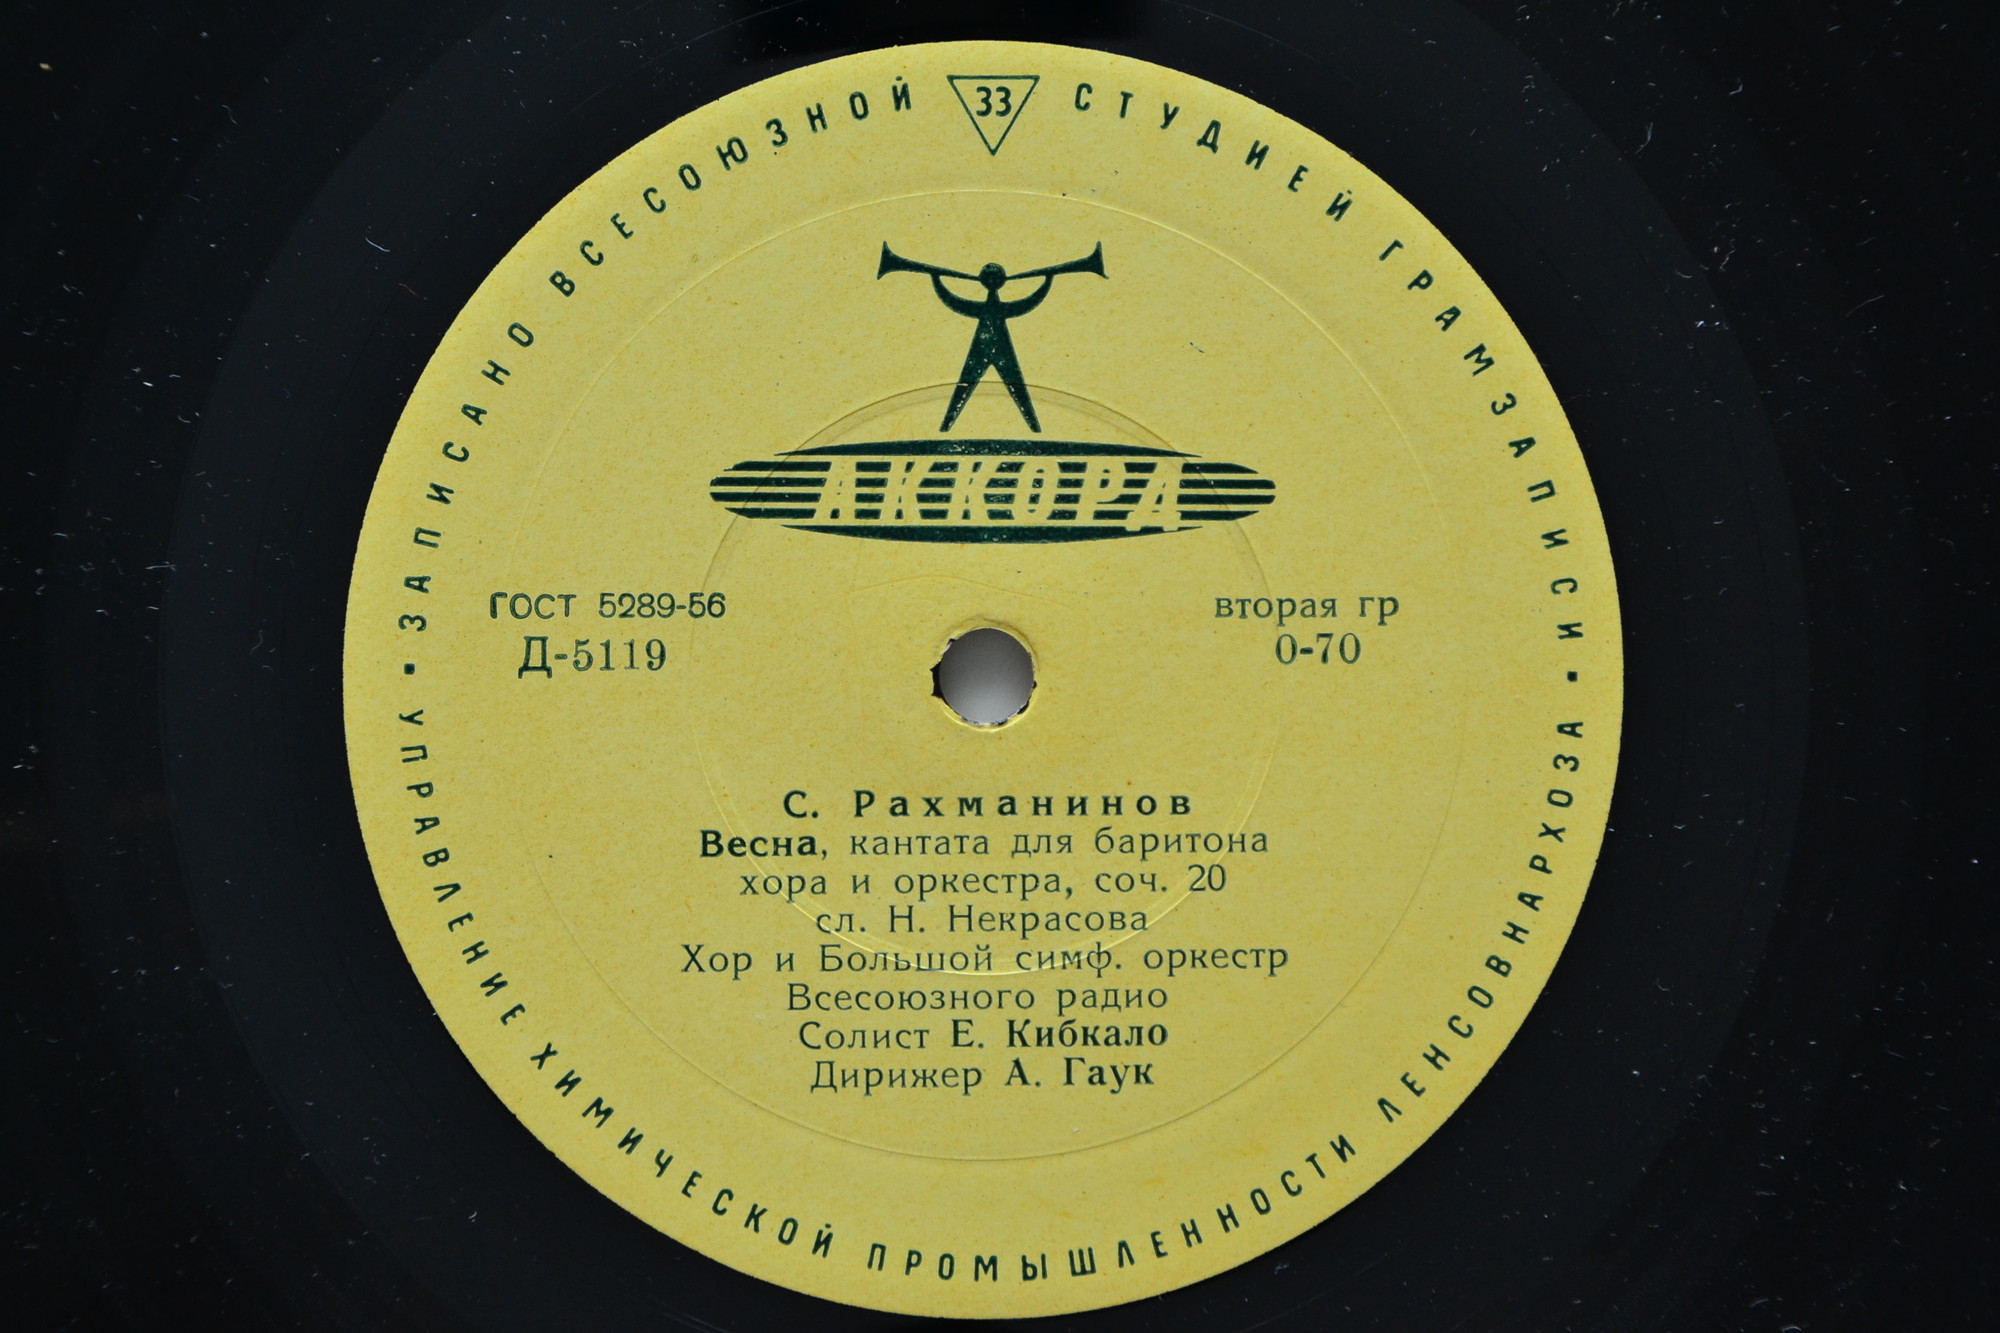 ЗАПИСАНО ВСЕСОЮЗНОЙ СТУДИЕЙ ГРАМЗАПИСИ
33
АККОРД
ГОСТ 5289-56
Д-5119
вторая гр
0-70
С. Рахманинов
Весна, кантата для баритона
хора и оркестра, соч. 20
сл. Н. Некрасова
Хор и Большой симф. оркестр
Всесоюзного радио
Солист Е. Кибкало
Дирижер А. Гаук
• УПРАВЛЕНИЕ ХИМИЧЕСКОЙ ПРОМЫШЛЕННОСТИ ЛЕНСОВНАРХОЗА •